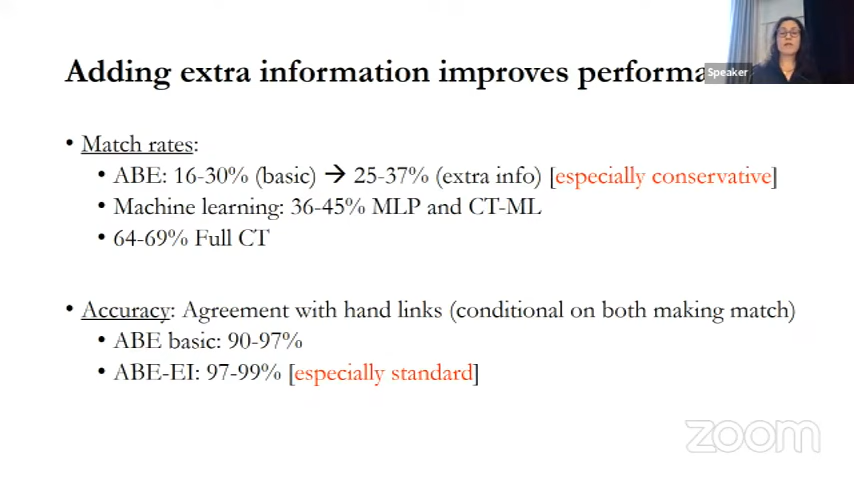 Adding extra information improves performa
Speaker
• Match rates:
• ABE: 16-30% (basic) → 25-37% (extra info) [especially conservative]
• Machine learning: 36-45% MLP and CT-ML
• 64-69% Full CT
• Accuracy: Agreement with hand links (conditional on both making match)
• ABE basic: 90-97%
• ABE-EI: 97-99% [especially standard]
zoom